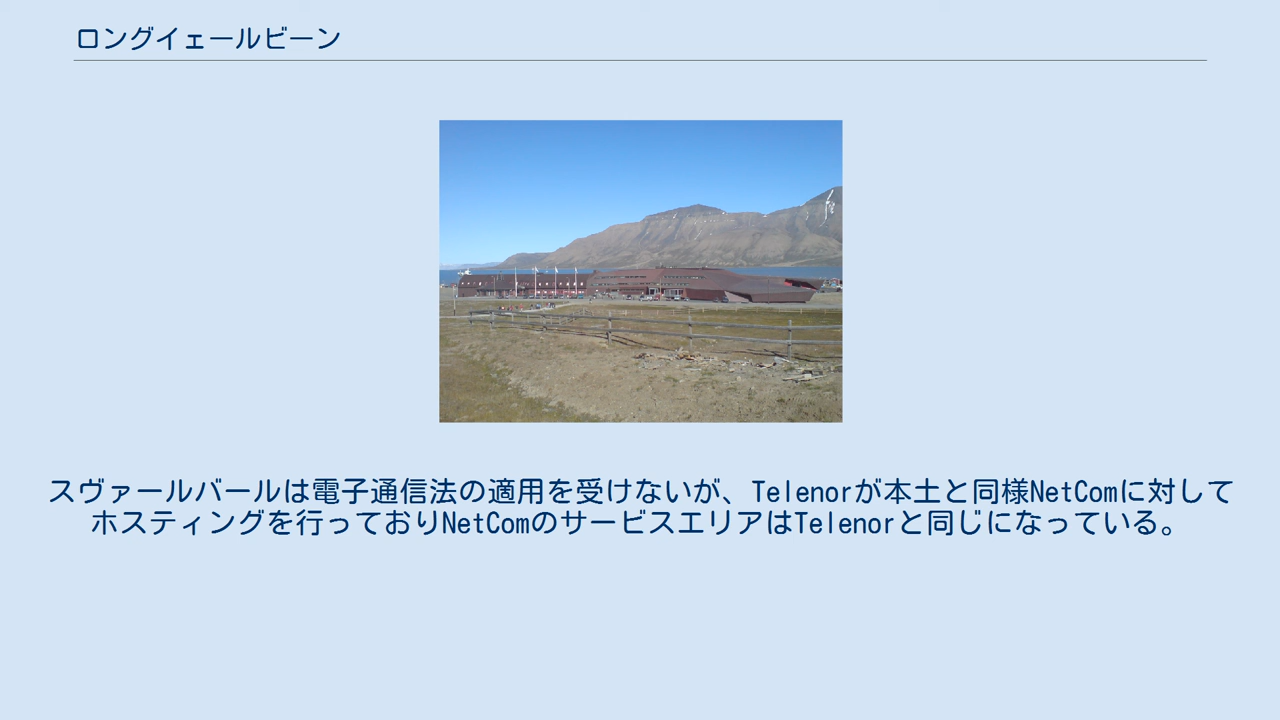 ロングイェールビーン
スヴァールバールは電子通信法の適用を受けないが、Telenorが本土と同様NetComに対して
ホスティングを行っておりNetComのサービスエリアはTelenorと同じになっている。